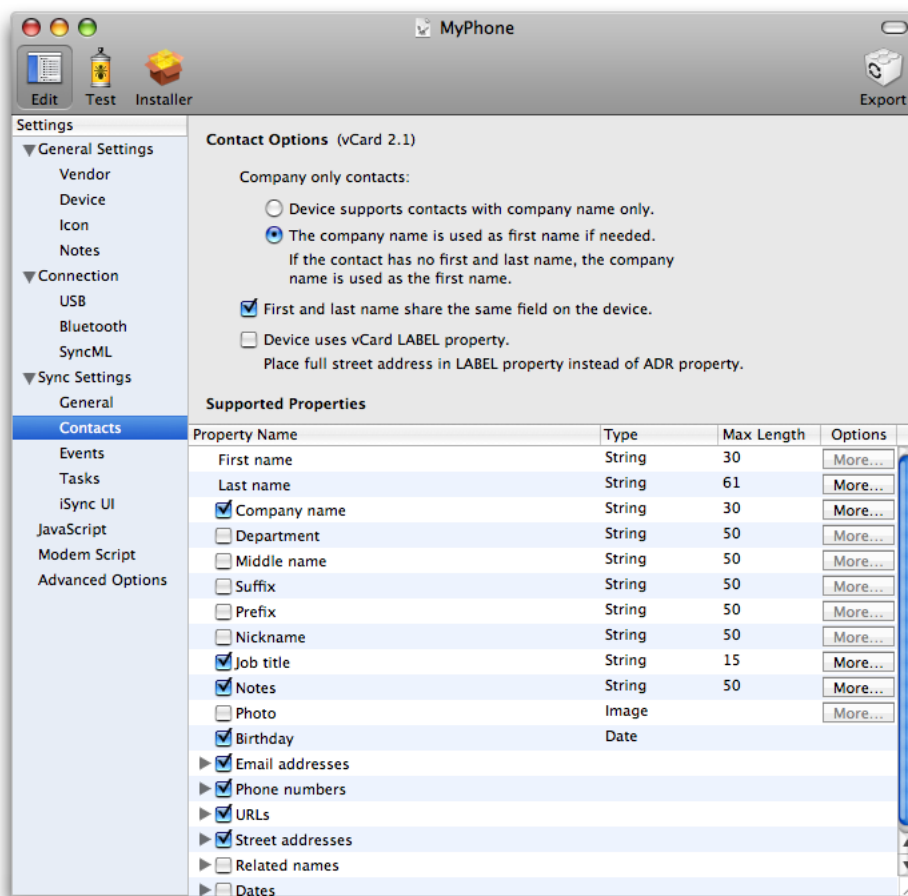 MyPhone
Edit Test Installer Export
Settings
General Settings
Vendor
Device
Icon
Notes
Connection
USB
Bluetooth
SyncML
Sync Settings
General
Contacts
Events
Tasks
iSync UI
JavaScript
Modem Script
Advanced Options
Contact Options (vCard 2.1)
Company only contacts:
Device supports contacts with company name only.
The company name is used as first name if needed.
If the contact has no first and last name, the company
name is used as the first name.
First and last name share the same field on the device.
Device uses vCard LABEL property.
Place full street address in LABEL property instead of ADR property.
Supported Properties
Property Name Type Max Length Options
First name String 30 More...
Last name String 61 More...
Company name String 30 More...
Department String 50 More...
Middle name String 50 More...
Suffix String 50 More...
Prefix String 50 More...
Nickname String 50 More...
Job title String 15 More...
Notes String 50 More...
Photo Image More...
Birthday Date
Email addresses
Phone numbers
URLs
Street addresses
Related names
Dates